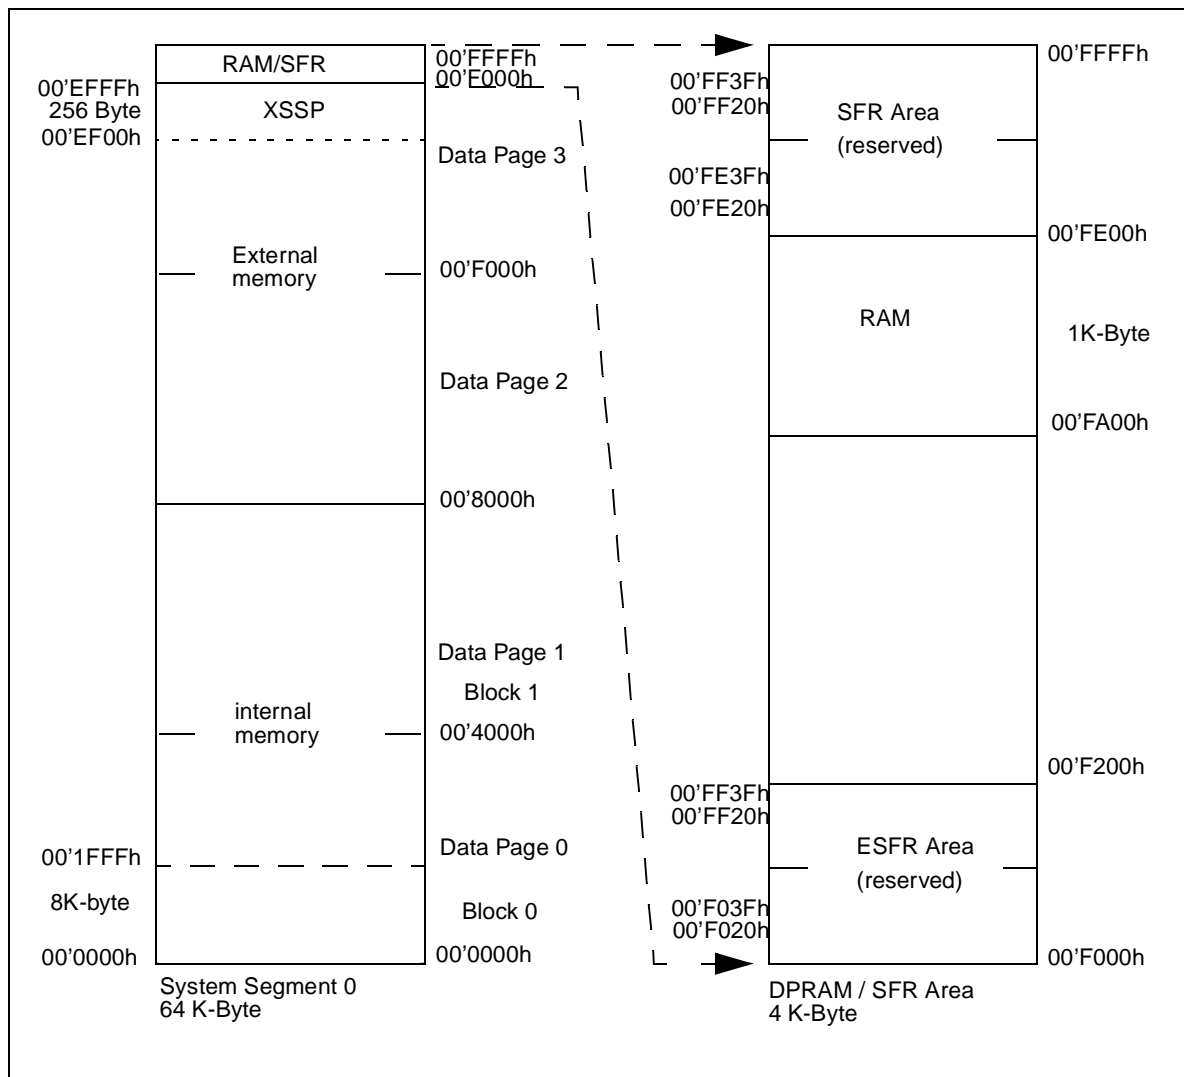 RAM/SFR
00'FFFFh
00'F000h
00'EFFFh
256 Byte
00'EF00h
XSSP
Data Page 3
External
memory
00'F000h
Data Page 2
00'8000h
Data Page 1
Block 1
internal
memory
00'4000h
00'1FFFh
Data Page 0
8K-byte
Block 0
00'0000h
00'0000h
System Segment 0
64 K-Byte
00'FFFFh
00'FF3Fh
00'FF20h
SFR Area
(reserved)
00'FE3Fh
00'FE20h
00'FE00h
RAM
1K-Byte
00'FA00h
00'F200h
00'FF3Fh
00'FF20h
ESFR Area
(reserved)
00'F03Fh
00'F020h
00'F000h
DPRAM / SFR Area
4 K-Byte